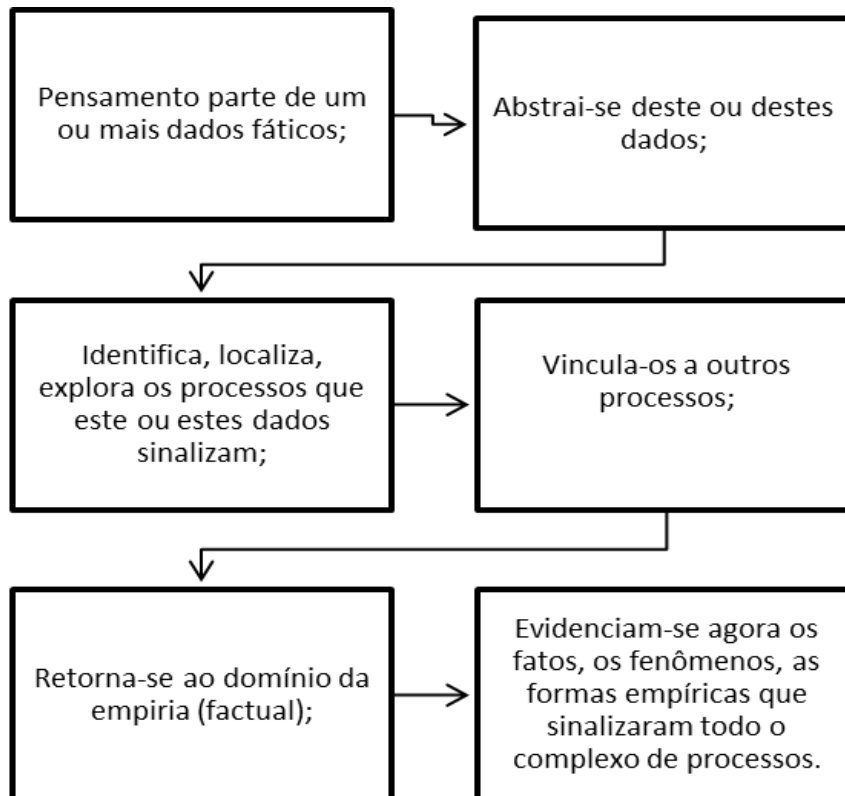 Pensamento parte de um
ou mais dados fáticos;
Abstrai-se deste ou destes
dados;
Identifica, localiza,
explora os processos que
este ou estes dados
sinalizam;
Vincula-os a outros
processos;
Retorna-se ao domínio da
empiria (factual);
Evidenciam-se agora os
fatos, os fenômenos, as
formas empíricas que
sinalizaram todo o
complexo de processos.